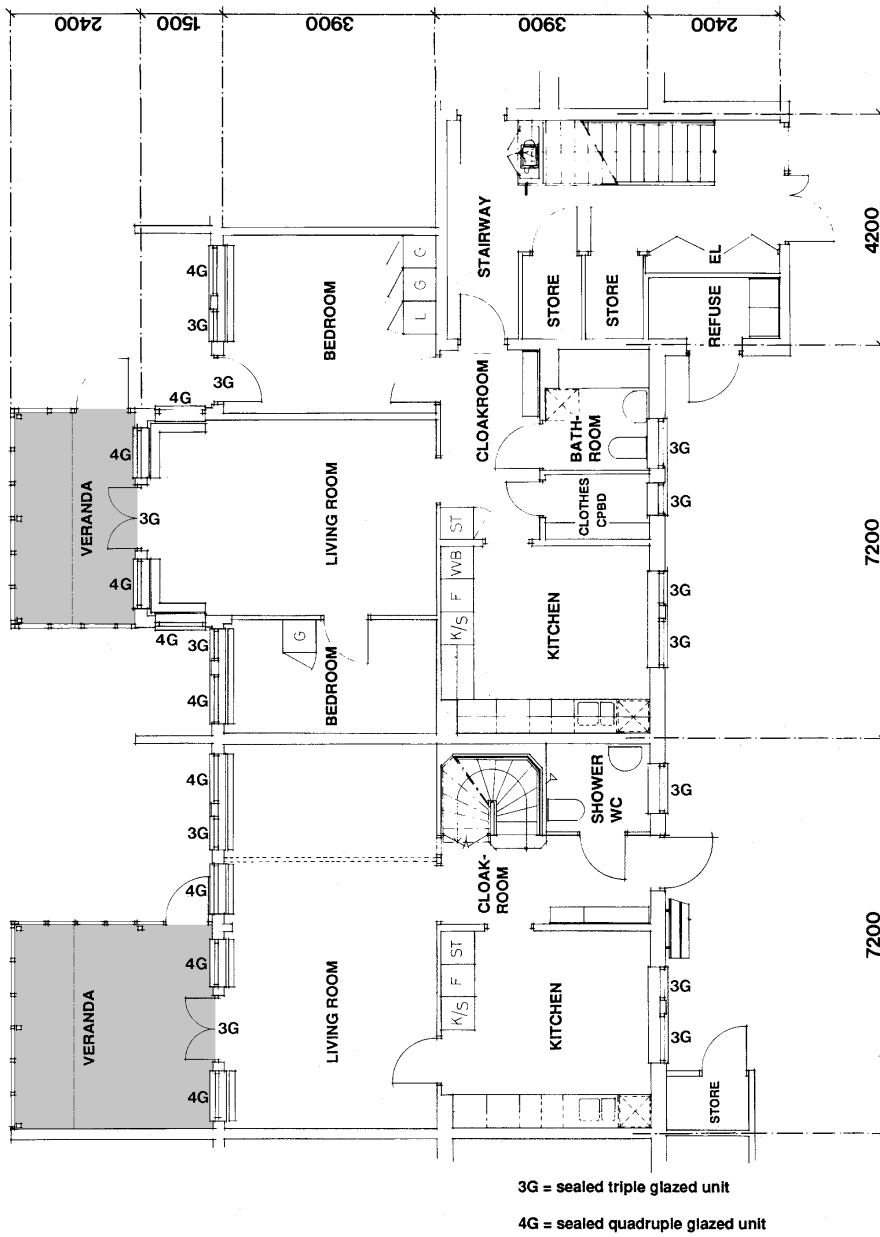 2400
1500
3900
3900
2400
4200
7200
7200
4G
3G
BEDROOM
L
G
G
STAIRWAY
STORE
STORE
EL
REFUSE
4G
3G
4G
VERANDA
3G
4G
LIVING ROOM
CLOAKROOM
BATH-
ROOM
CLOTHES
CPBD
3G
3G
ST
VVB
F
K/S
KITCHEN
3G
3G
4G
3G
4G
G
BEDROOM
4G
3G
4G
SHOWER
WC
3G
CLOAK-
ROOM
VERANDA
4G
3G
4G
LIVING ROOM
ST
F
K/S
KITCHEN
3G
3G
STORE
3G = sealed triple glazed unit
4G = sealed quadruple glazed unit